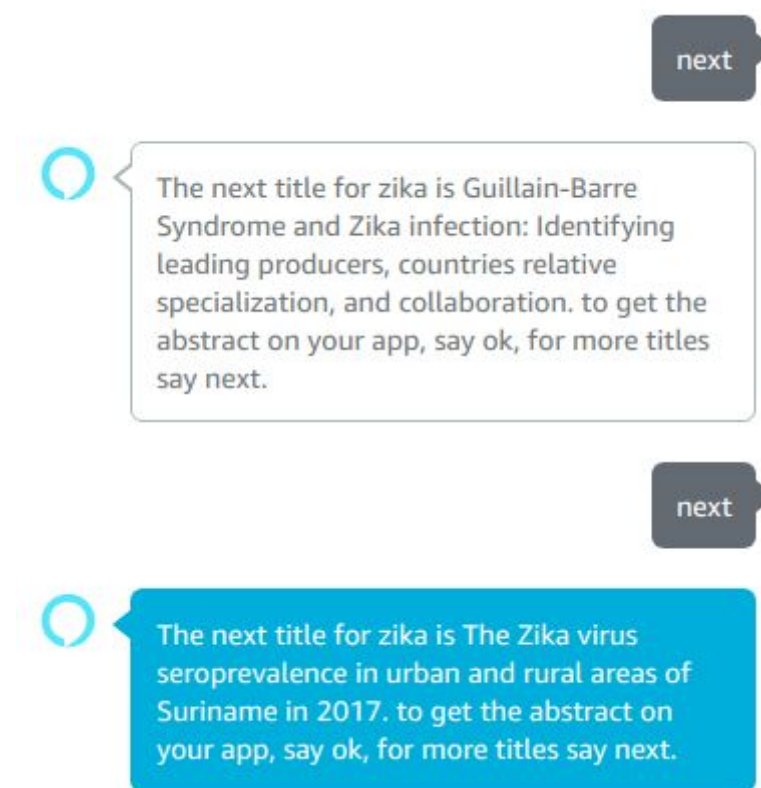 next
The next title for zika is Guillain-Barre
Syndrome and Zika infection: Identifying
leading producers, countries relative
specialization, and collaboration. to get the
abstract on your app, say ok, for more titles
say next.
next
The next title for zika is The Zika virus
seroprevalence in urban and rural areas of
Suriname in 2017. to get the abstract on
your app, say ok, for more titles say next.